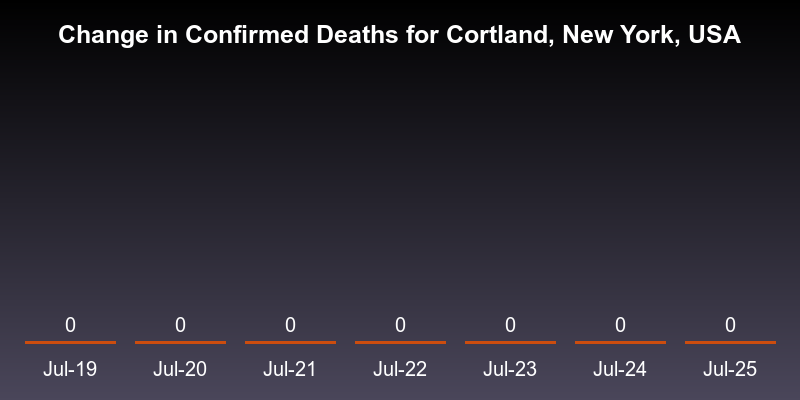 Change in Confirmed Deaths for Cortland, New York, USA
0 0 0 0 0 0 0
Jul-19 Jul-20 Jul-21 Jul-22 Jul-23 Jul-24 Jul-25